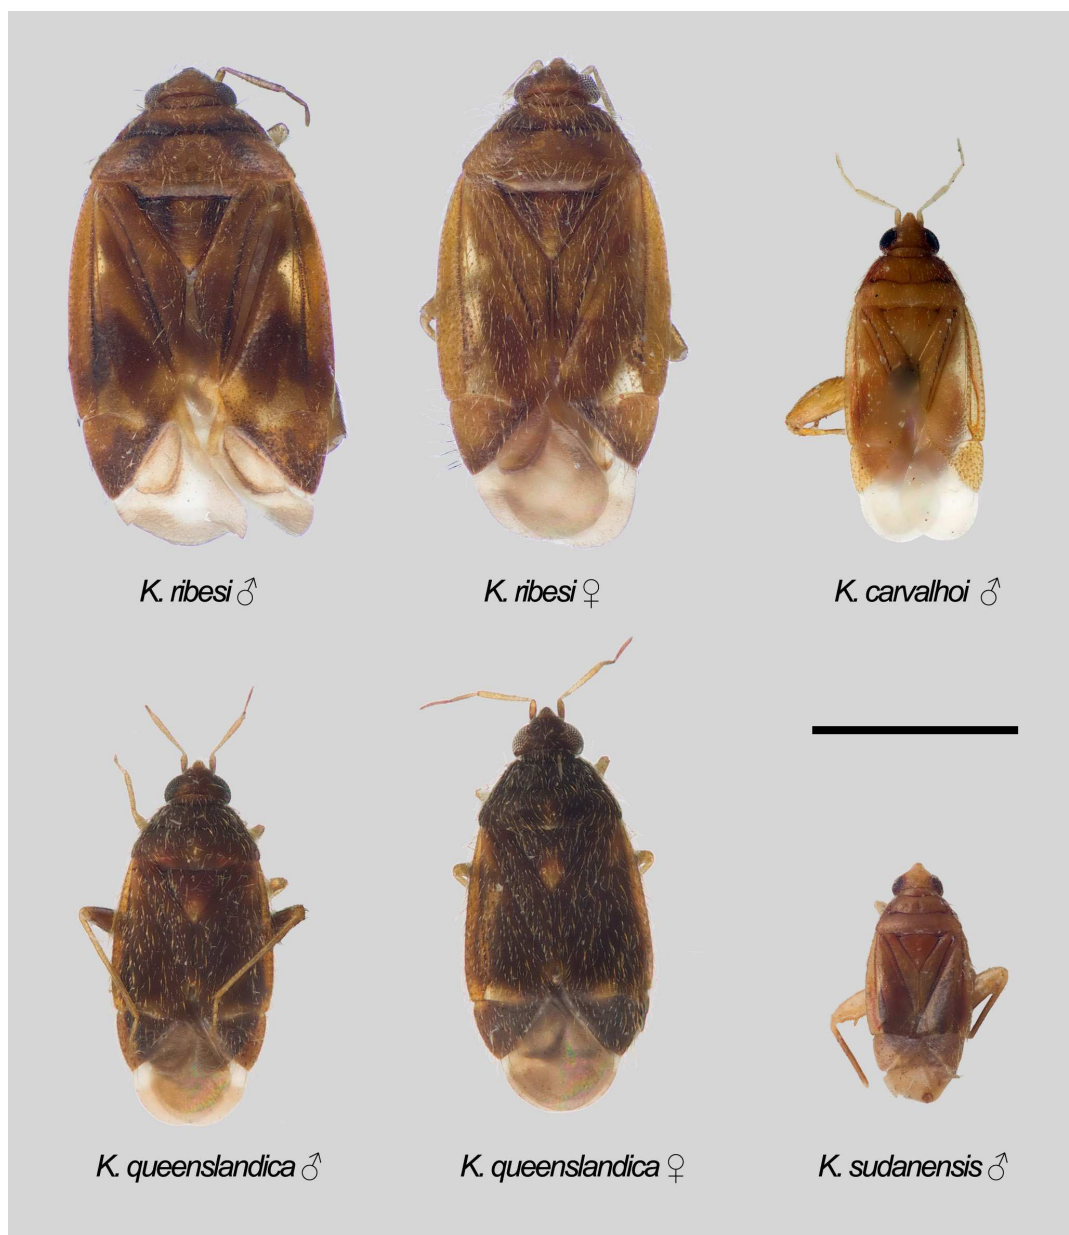 K. ribesi ♂
K. ribesi ♀
K. carvalhoi ♂
K. queenslandica ♂
K. queenslandica ♀
K. sudanensis ♂